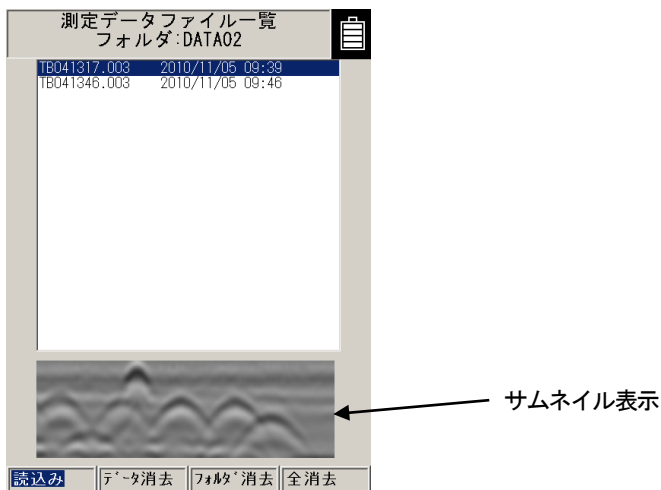 測定データファイル一覧
フォルダ:DATA02
TB041317.003 2010/11/05 09:39
TB041346.003 2010/11/05 09:46
サムネイル表示
読込み ﾃﾞｰﾀ消去 ﾌｫﾙﾀﾞ消去 全消去